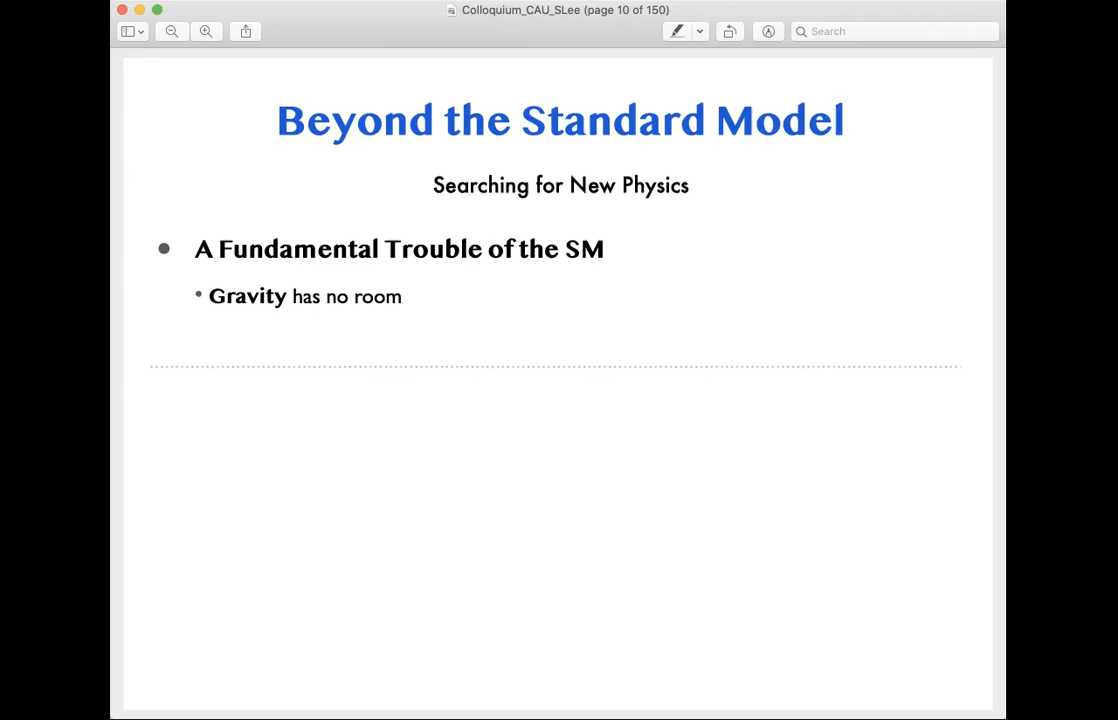 Colloquium_CAU_SLee (page 10 of 150)
Search
Beyond the Standard Model
Searching for New Physics
● A Fundamental Trouble of the SM
• Gravity has no room